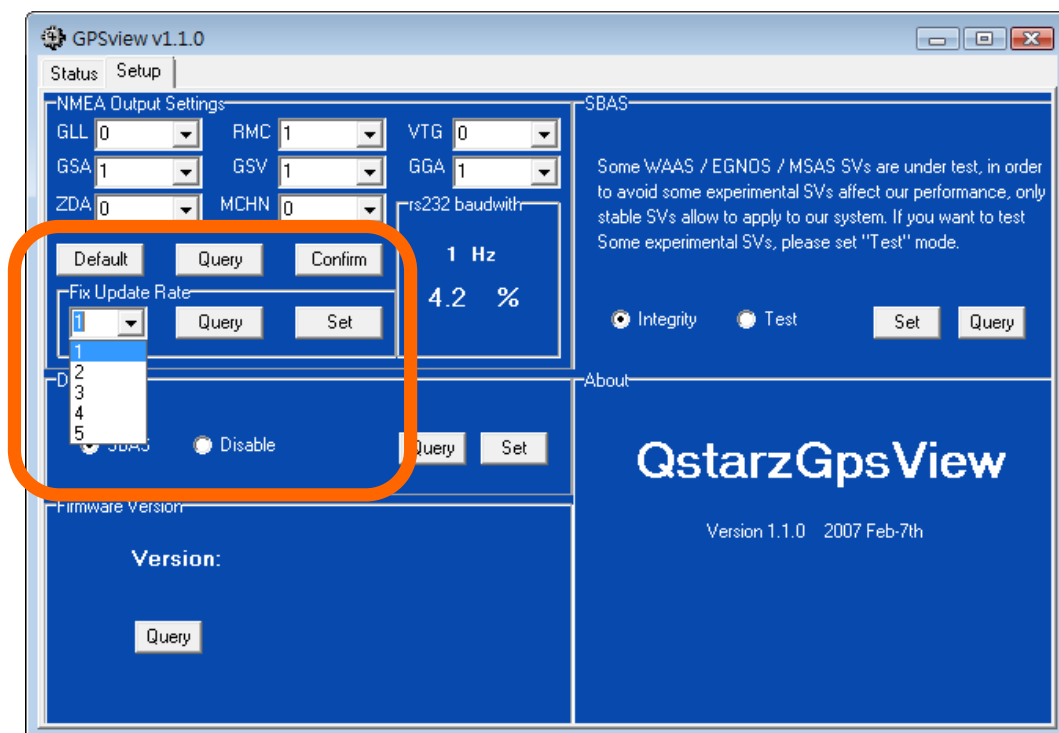 GPSview v1.1.0
Status Setup
NMEA Output Settings
GLL 0 RMC 1 VTG 0
GSA 1 GSV 1 GGA 1
ZDA 0 MCHN 0
rs232 baudwith
Default Query Confirm
1 Hz
4.2 %
Fix Update Rate
1 Query Set
1
2
3
4
5
D
SBAS Disable Query Set
Firmware Version
Version:
Query
SBAS
Some WAAS / EGNOS / MSAS SVs are under test, in order
to avoid some experimental SVs affect our performance, only
stable SVs allow to apply to our system. If you want to test
Some experimental SVs, please set "Test" mode.
Integrity Test Set Query
About
QstarzGpsView
Version 1.1.0 2007 Feb-7th